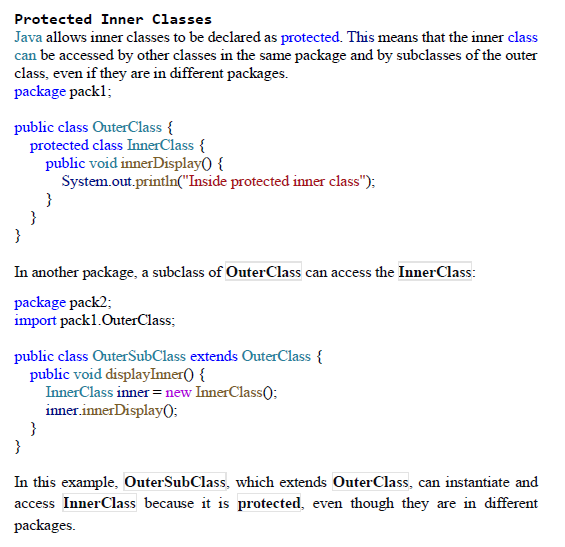 Protected Inner Classes
Java allows inner classes to be declared as protected. This means that the inner class
can be accessed by other classes in the same package and by subclasses of the outer
class, even if they are in different packages.
package pack1;
public class OuterClass {
protected class InnerClass {
public void innerDisplay() {
System.out.println("Inside protected inner class");
}
}
}
In another package, a subclass of OuterClass can access the InnerClass:
package pack2;
import pack1.OuterClass;
public class OuterSubClass extends OuterClass {
public void displayInner() {
InnerClass inner = new InnerClass();
inner.innerDisplay();
}
}
In this example, OuterSubClass, which extends OuterClass, can instantiate and
access InnerClass because it is protected, even though they are in different
packages.